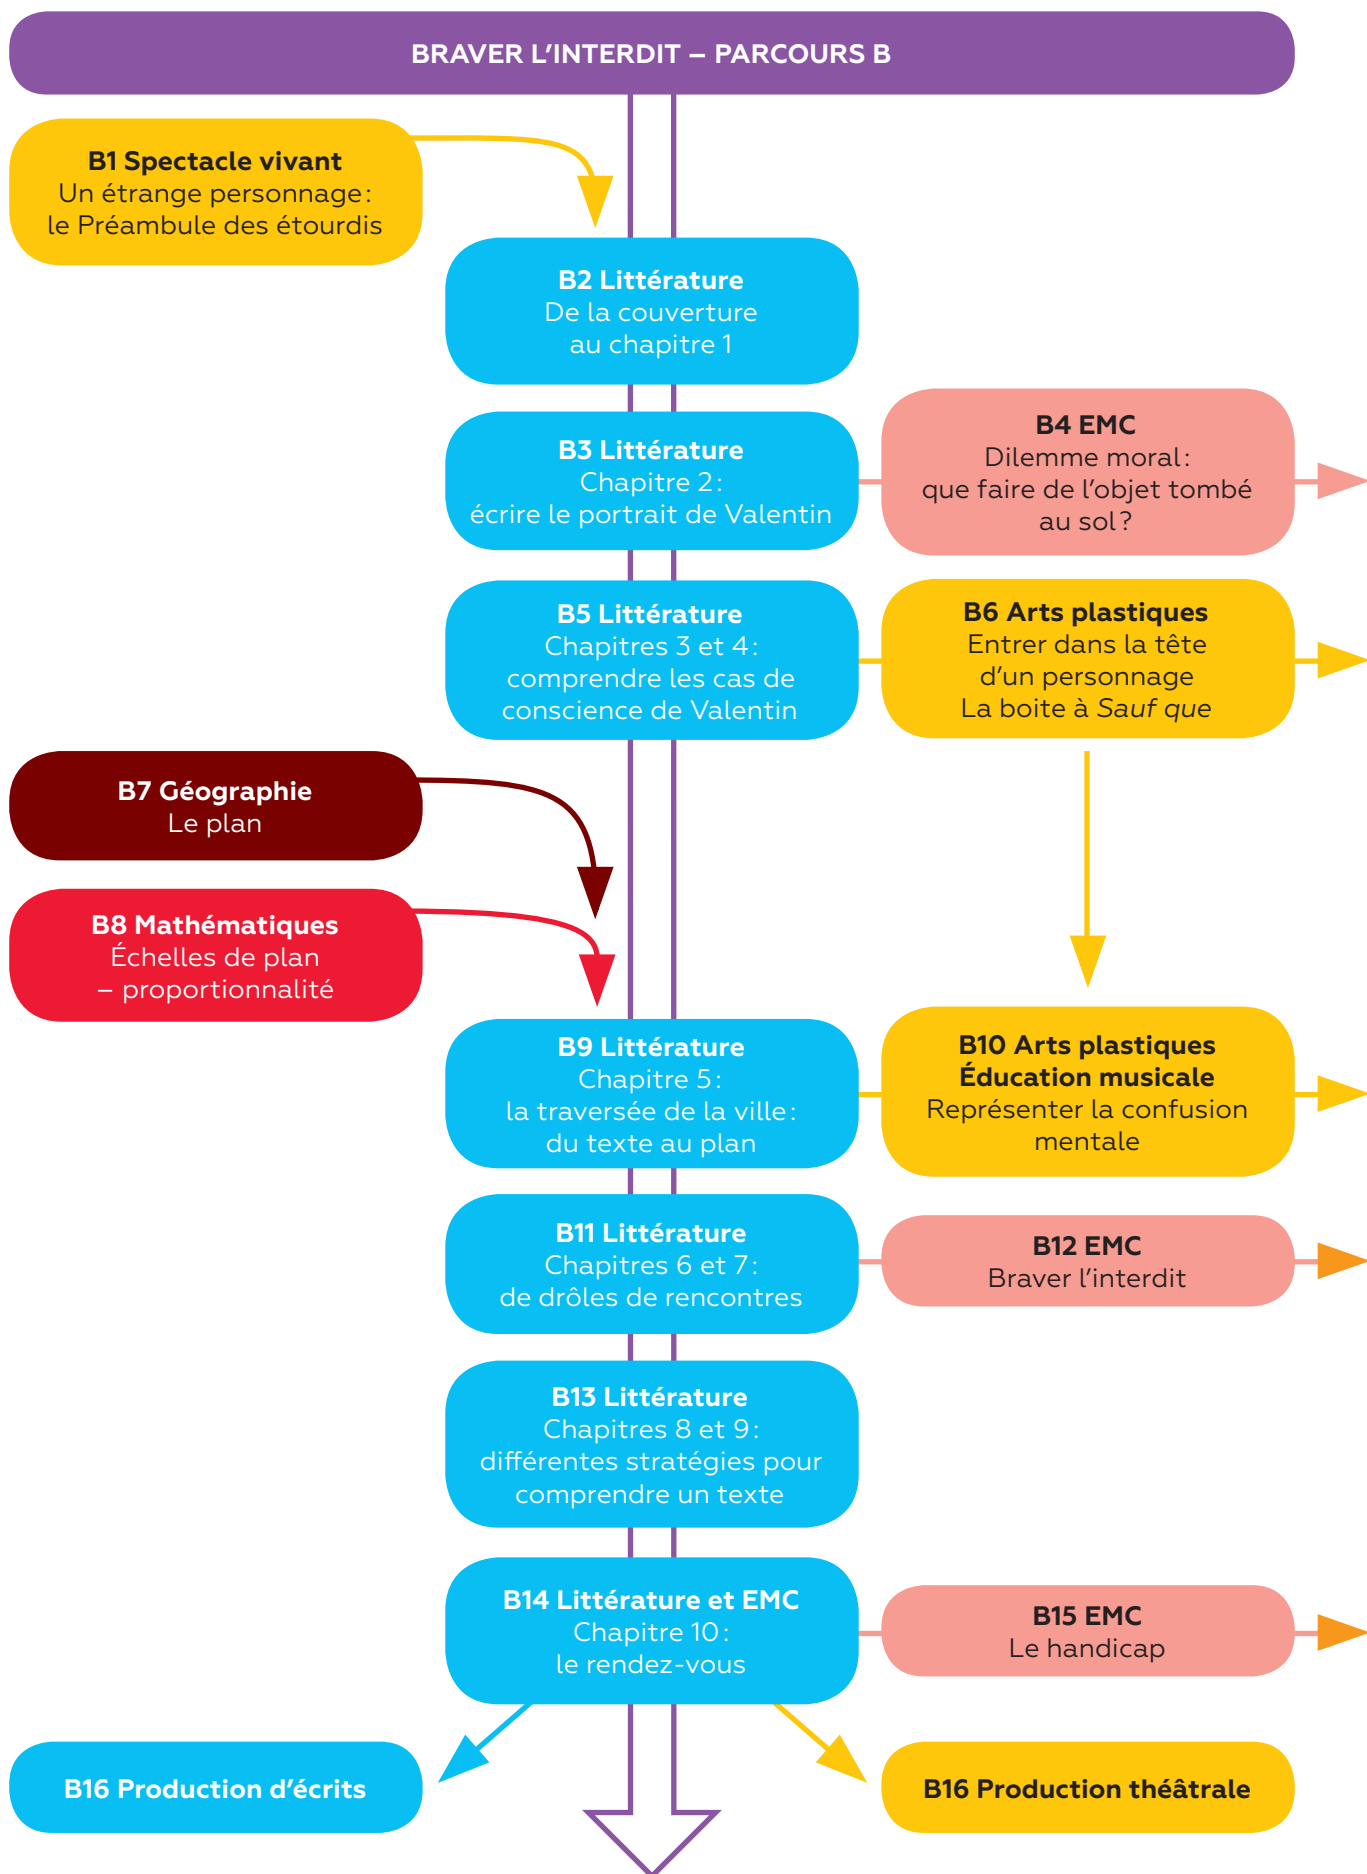 BRAVER L’INTERDIT – PARCOURS B
B1 Spectacle vivant
Un étrange personnage :
le Préambule des étourdis
B2 Littérature
De la couverture
au chapitre 1
B3 Littérature
Chapitre 2 :
écrire le portrait de Valentin
B4 EMC
Dilemme moral :
que faire de l’objet tombé
au sol ?
B5 Littérature
Chapitres 3 et 4 :
comprendre les cas de
conscience de Valentin
B6 Arts plastiques
Entrer dans la tête
d’un personnage
La boite à Sauf que
B7 Géographie
Le plan
B8 Mathématiques
Échelles de plan
– proportionnalité
B9 Littérature
Chapitre 5 :
la traversée de la ville :
du texte au plan
B10 Arts plastiques
Éducation musicale
Représenter la confusion
mentale
B11 Littérature
Chapitres 6 et 7 :
de drôles de rencontres
B12 EMC
Braver l’interdit
B13 Littérature
Chapitres 8 et 9 :
différentes stratégies pour
comprendre un texte
B14 Littérature et EMC
Chapitre 10 :
le rendez-vous
B15 EMC
Le handicap
B16 Production d’écrits
B16 Production théâtrale